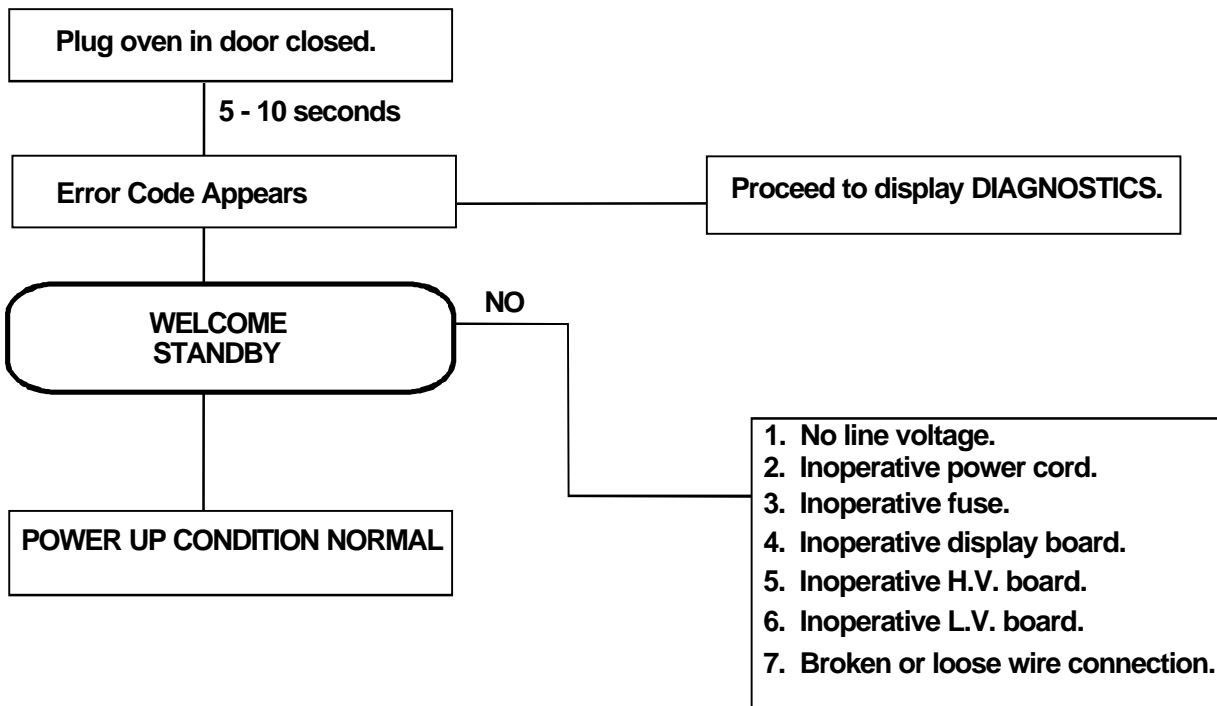 Plug oven in door closed.
5 - 10 seconds
Error Code Appears
Proceed to display DIAGNOSTICS.
WELCOME
STANDBY
NO
1. No line voltage.
2. Inoperative power cord.
3. Inoperative fuse.
4. Inoperative display board.
5. Inoperative H.V. board.
6. Inoperative L.V. board.
7. Broken or loose wire connection.
POWER UP CONDITION NORMAL